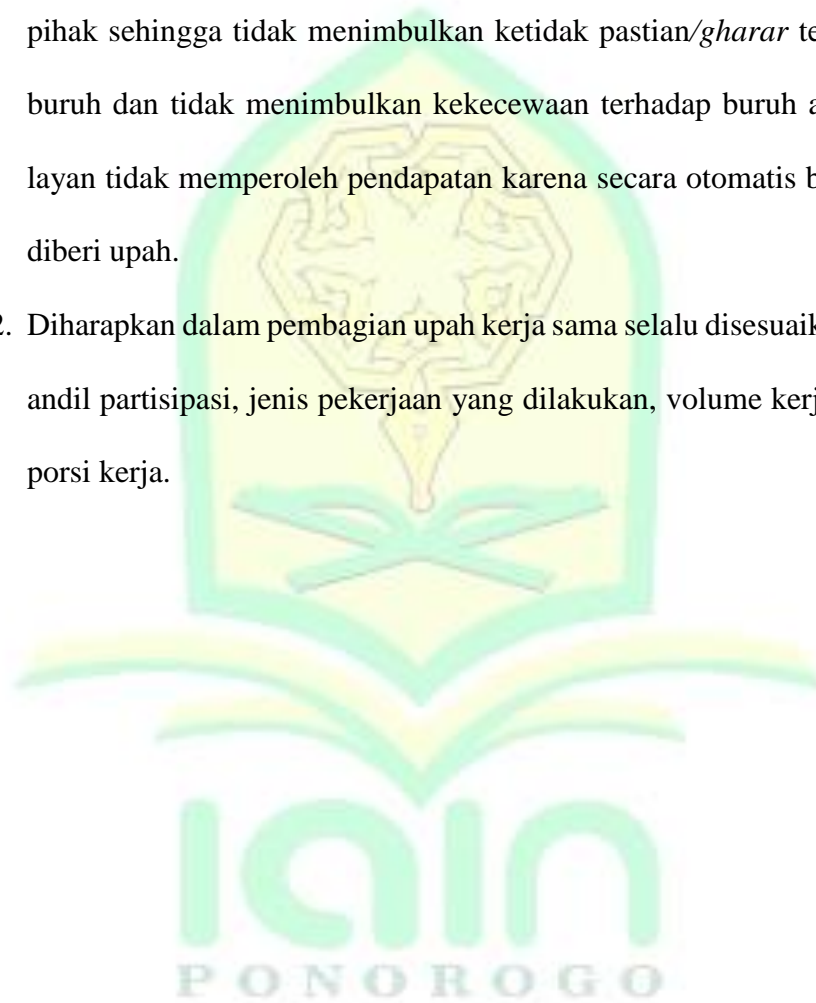 pihak sehingga tidak menimbulkan ketidak pastian/gharar
buruh dan tidak menimbulkan kekecewaan terhadap buruh
layan tidak memperoleh pendapatan karena secara otomatis
diberi upah.
2. Diharapkan dalam pembagian upah kerja sama selalu
andil partisipasi, jenis pekerjaan yang dilakukan, volume
porsi kerja.
iain
PONOROGO